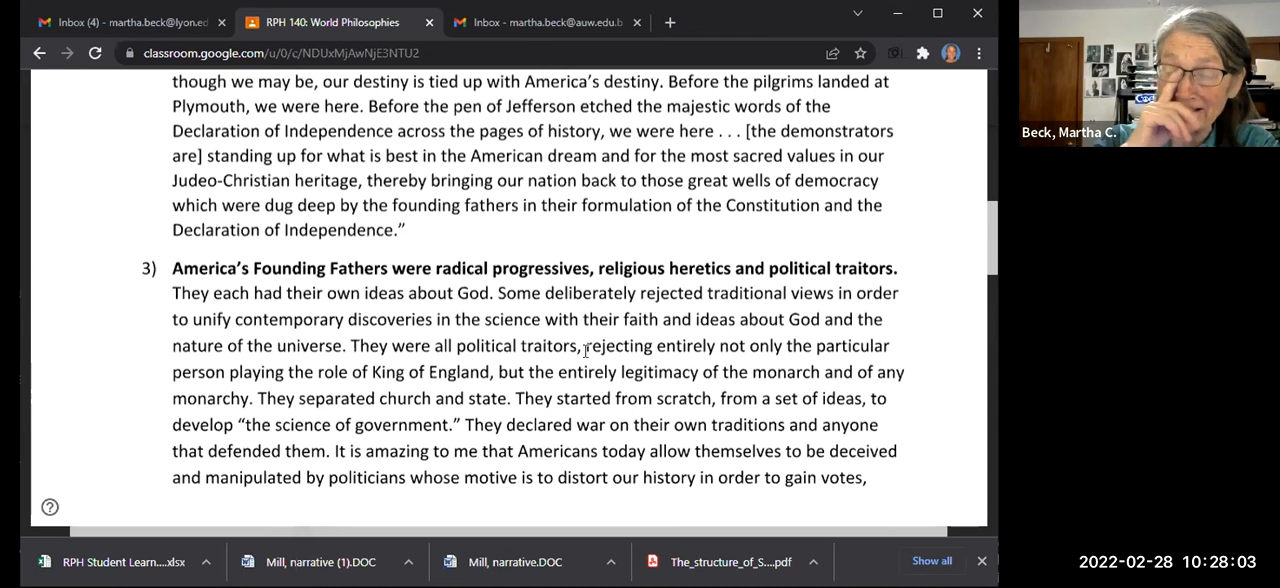 Inbox (4) - martha.beck@lyon.ed
RPH 140: World Philosophies
Inbox - martha.beck@auw.edu.b
classroom.google.com/u/0/c/NDUxMjAwNjE3NTU2
though we may be, our destiny is tied up with America's destiny. Before the pilgrims landed at
Plymouth, we were here. Before the pen of Jefferson etched the majestic words of the
Declaration of Independence across the pages of history, we were here . . . [the demonstrators
are] standing up for what is best in the American dream and for the most sacred values in our
Judeo-Christian heritage, thereby bringing our nation back to those great wells of democracy
which were dug deep by the founding fathers in their formulation of the Constitution and the
Declaration of Independence."
3) America's Founding Fathers were radical progressives, religious heretics and political traitors.
They each had their own ideas about God. Some deliberately rejected traditional views in order
to unify contemporary discoveries in the science with their faith and ideas about God and the
nature of the universe. They were all political traitors, rejecting entirely not only the particular
person playing the role of King of England, but the entirely legitimacy of the monarch and of any
monarchy. They separated church and state. They started from scratch, from a set of ideas, to
develop "the science of government." They declared war on their own traditions and anyone
that defended them. It is amazing to me that Americans today allow themselves to be deceived
and manipulated by politicians whose motive is to distort our history in order to gain votes,
RPH Student Learn....xlsx
Mill, narrative (1).DOC
Mill, narrative.DOC
The_structure_of_S....pdf
Show all
Beck, Martha C.
2022-02-28 10:28:03